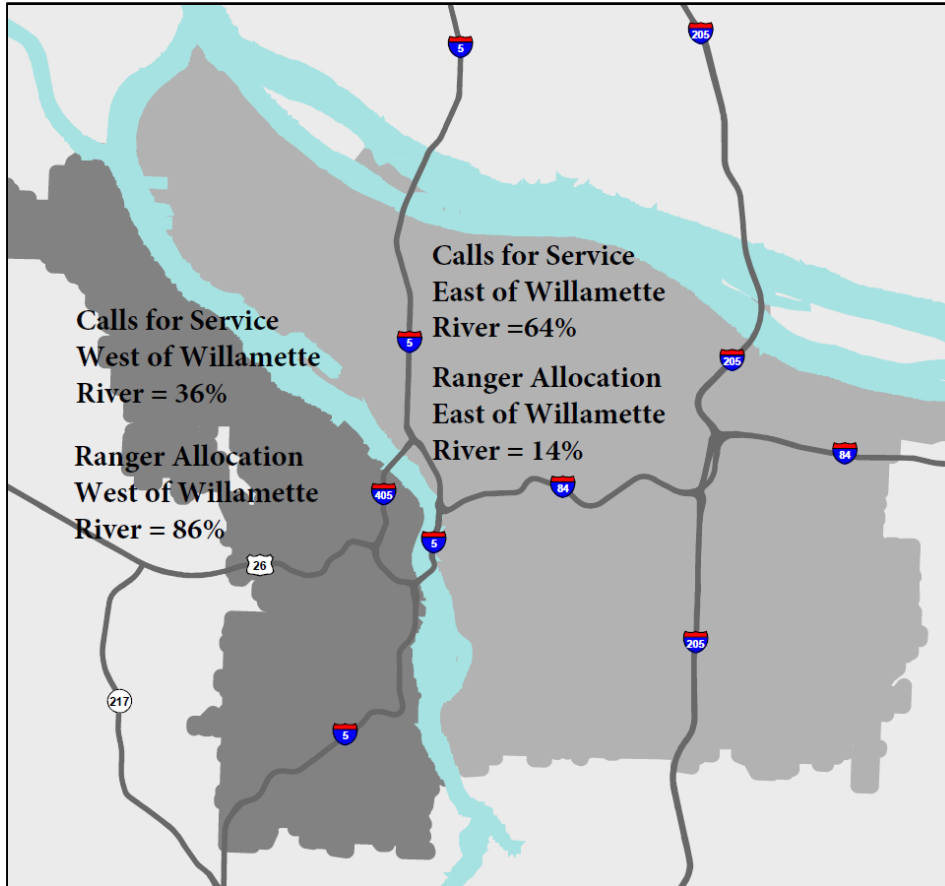 5
205
Calls for Service
East of Willamette
River =64%
Calls for Service
West of Willamette
River = 36%
5
205
Ranger Allocation
East of Willamette
River = 14%
Ranger Allocation
West of Willamette
River = 86%
84
405
84
5
26
205
217
5